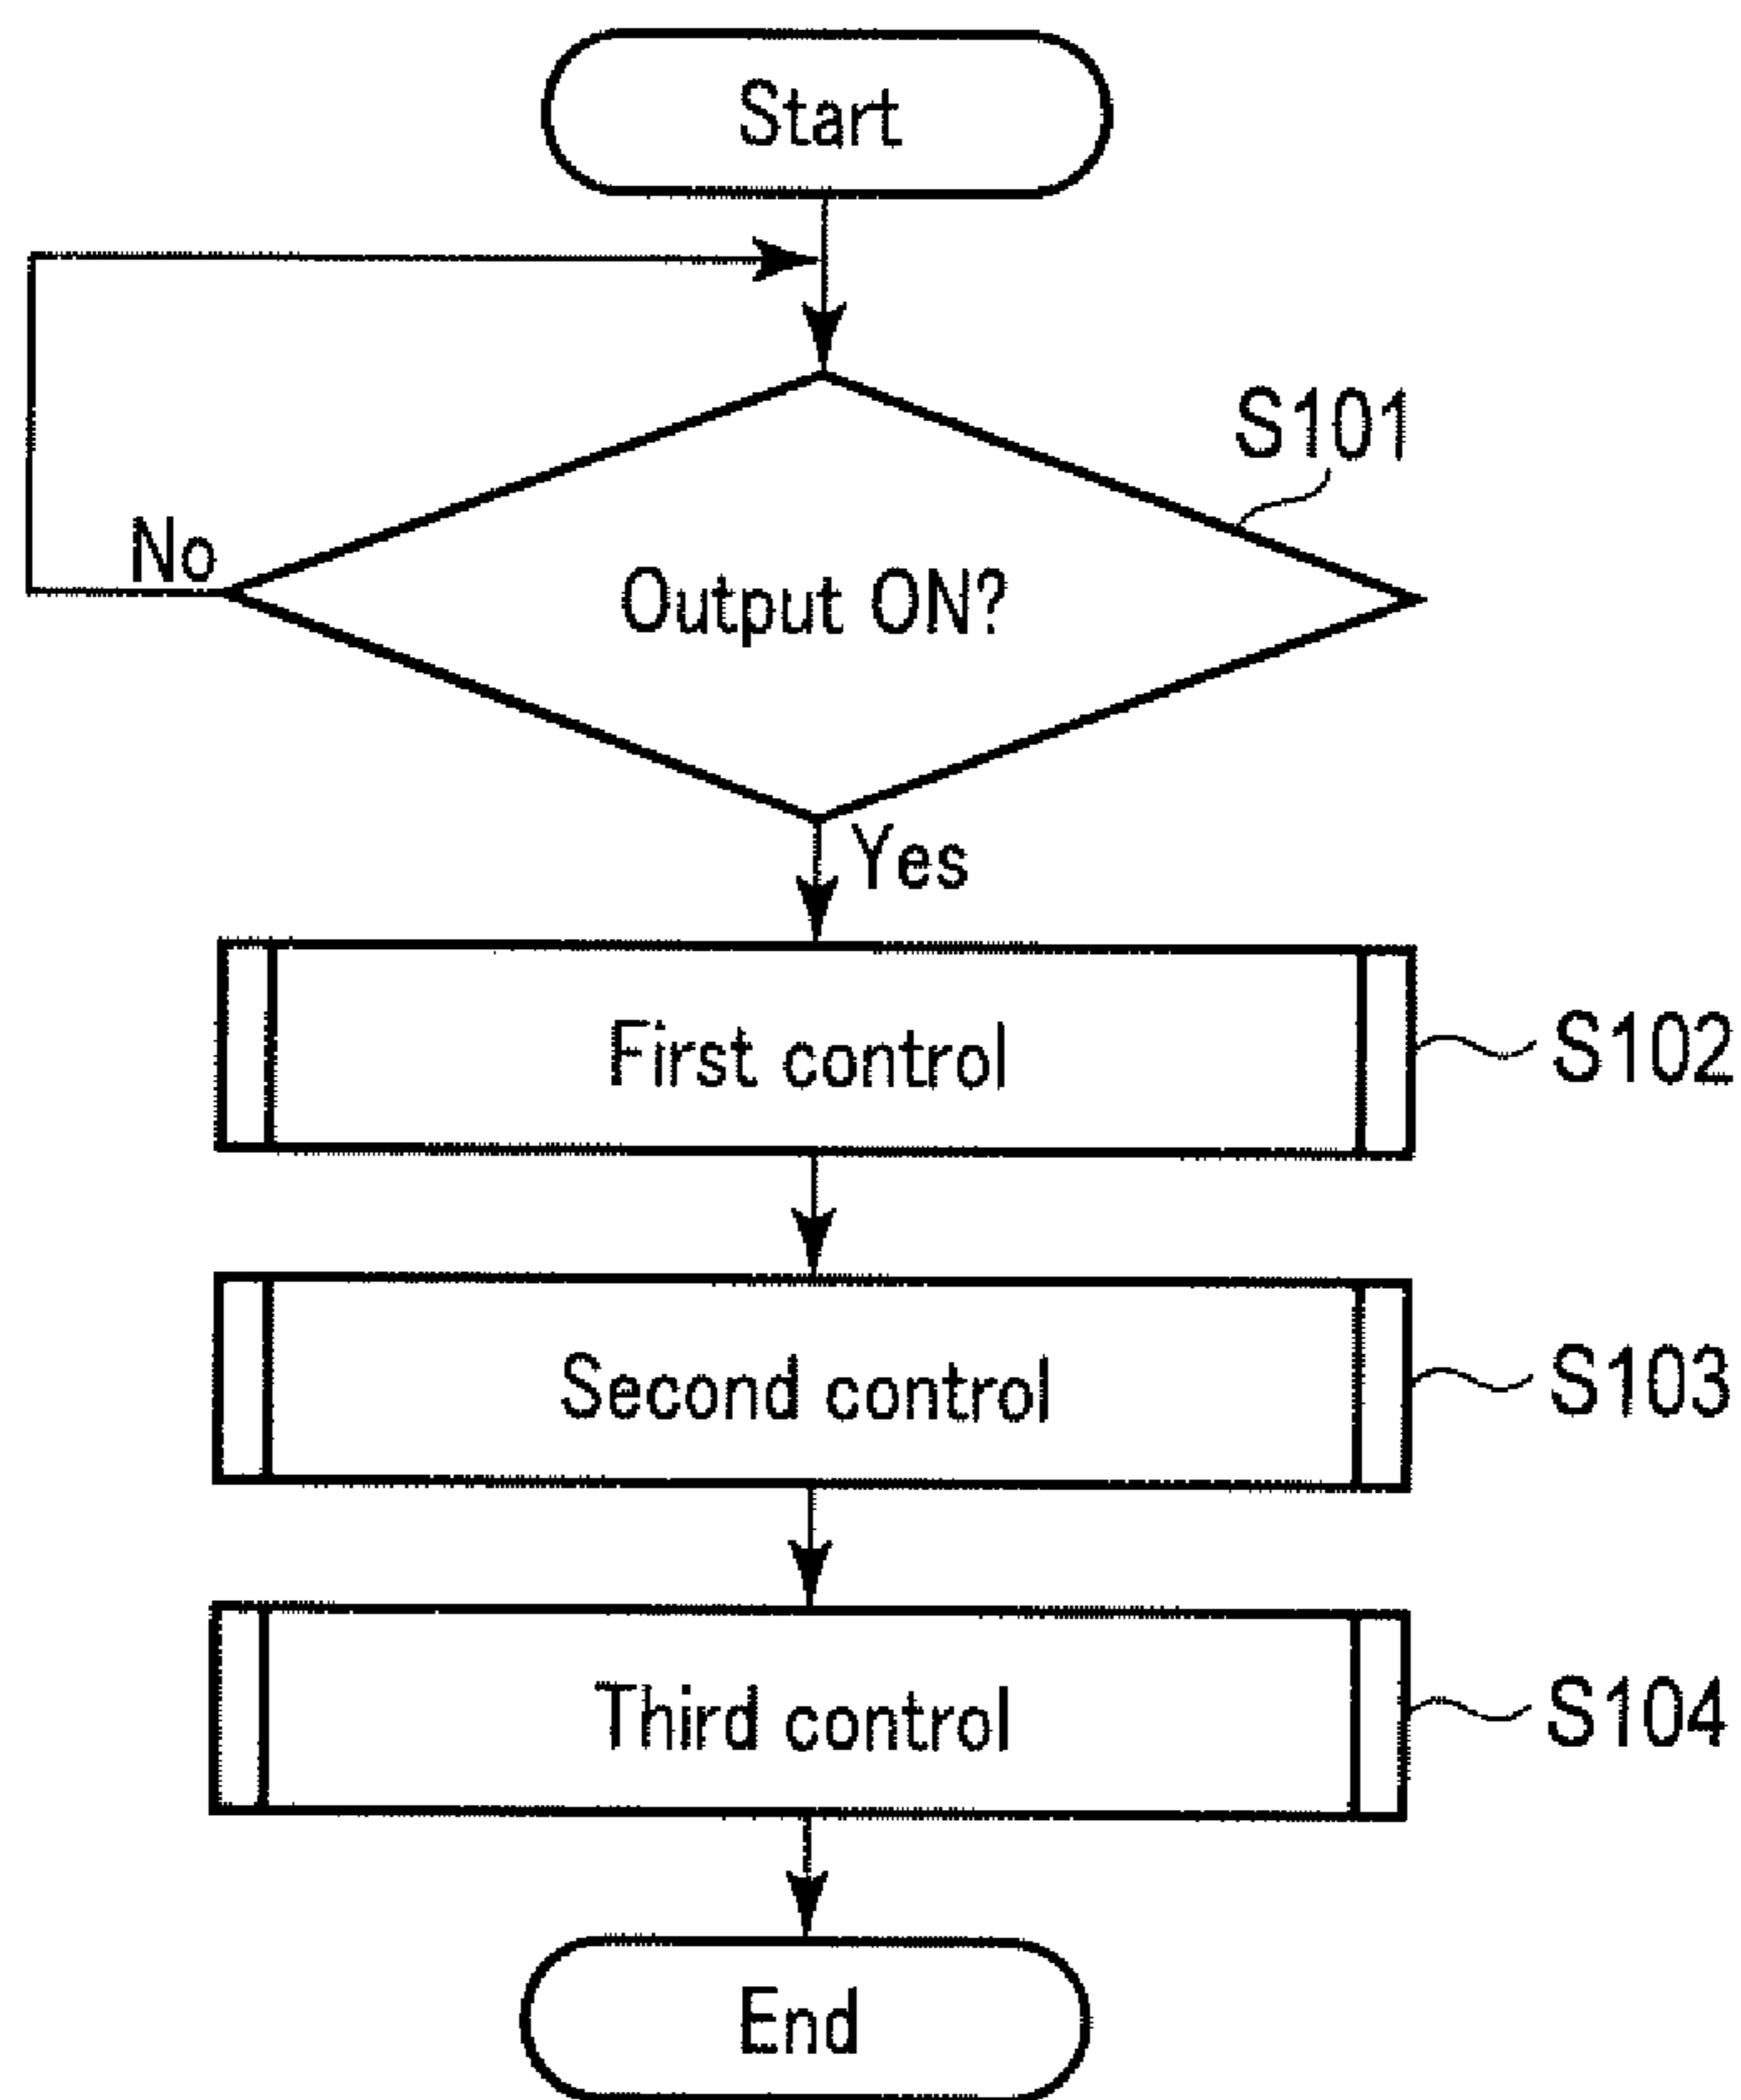 Start
S101
No
Output ON?
Yes
First control
S102
Second control
S103
Third control
S104
End